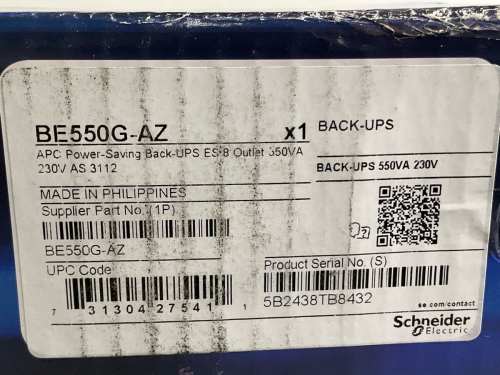 BE550G-AZ x1
APC Power-Saving Back-UPS ES 8 Outlet 550VA
230V AS 3112
MADE IN PHILIPPINES
Supplier Part No. (1P)
BE550G-AZ
UPC Code
7 31304 27541 1
BACK-UPS
BACK-UPS 550VA 230V
Product Serial No. (S)
5B2438TB8432
se.com/contact
Schneider
Electric